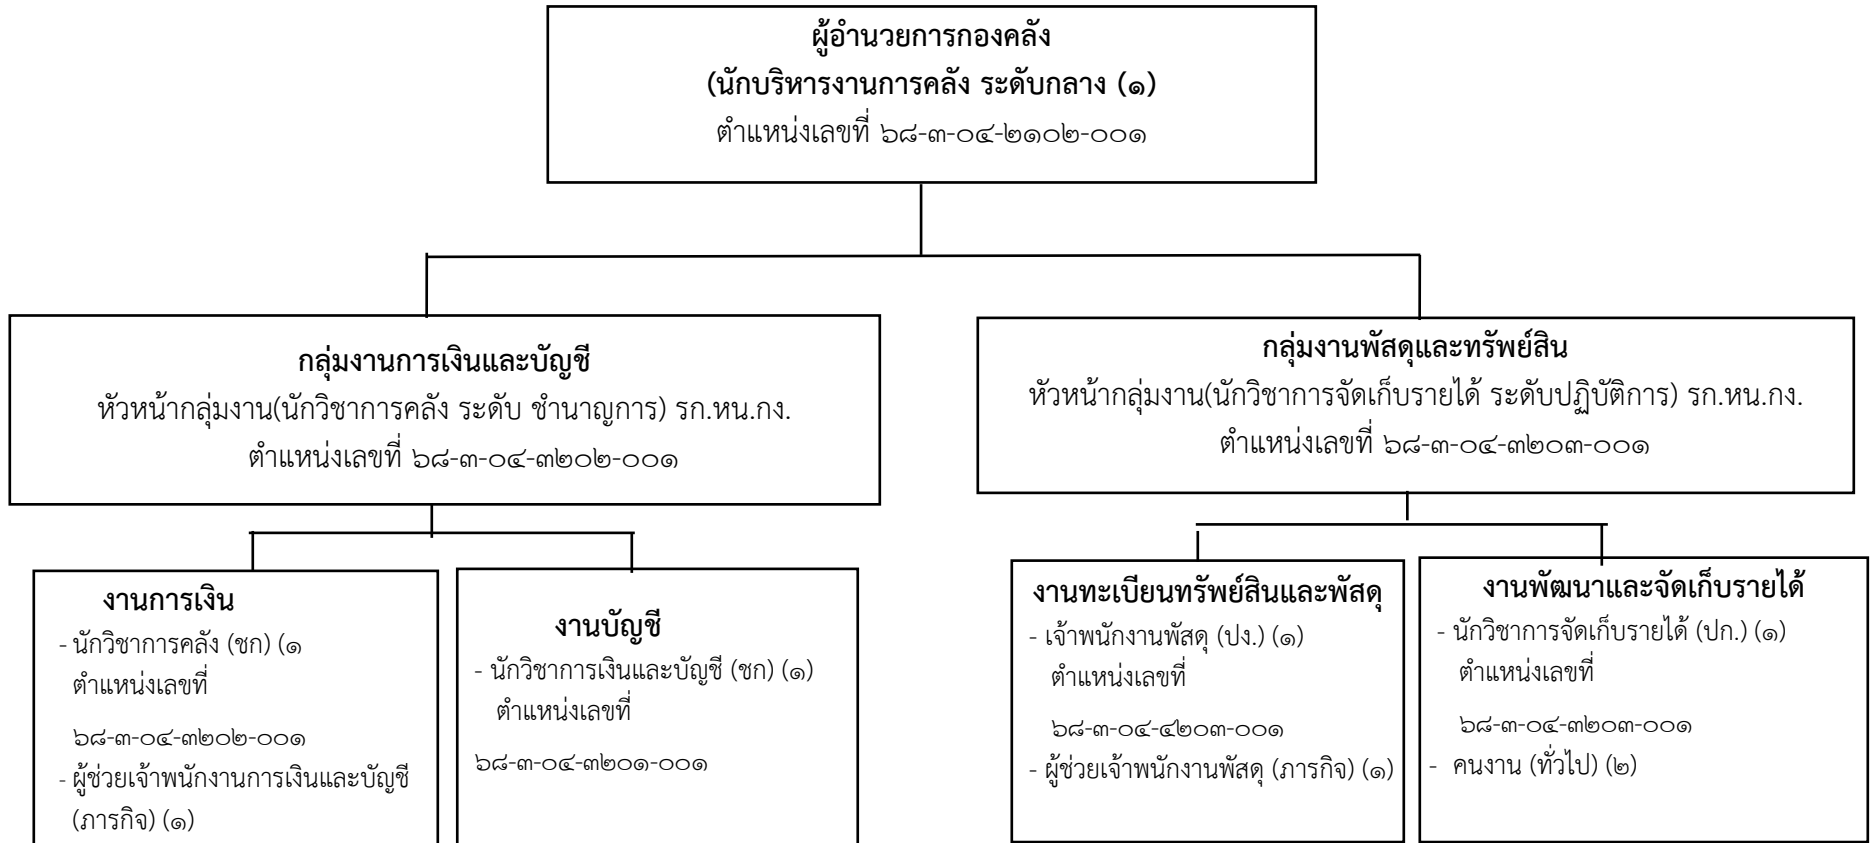 ผู้อำนวยการกองคลัง
(นักบริหารงานการคลัง ระดับกลาง (๑)
ตำแหน่งเลขที่ ๖๘-๓-๐๔-๒๑๐๒-๐๐๑
กลุ่มงานการเงินและบัญชี
หัวหน้ากลุ่มงาน(นักวิชาการคลัง ระดับ ชำนาญการ) รก.หน.กง.
ตำแหน่งเลขที่ ๖๘-๓-๐๔-๓๒๐๒-๐๐๑
กลุ่มงานพัสดุและทรัพย์สิน
หัวหน้ากลุ่มงาน(นักวิชาการจัดเก็บรายได้ ระดับปฏิบัติการ) รก.หน.กง.
ตำแหน่งเลขที่ ๖๘-๓-๐๔-๓๒๐๓-๐๐๑
งานการเงิน
- นักวิชาการคลัง (ชก) (๑
ตำแหน่งเลขที่
๖๘-๓-๐๔-๓๒๐๒-๐๐๑
- ผู้ช่วยเจ้าพนักงานการเงินและบัญชี
(ภารกิจ) (๑)
งานบัญชี
- นักวิชาการเงินและบัญชี (ชก) (๑)
ตำแหน่งเลขที่
๖๘-๓-๐๔-๓๒๐๑-๐๐๑
งานทะเบียนทรัพย์สินและพัสดุ
- เจ้าพนักงานพัสดุ (ปง.) (๑)
ตำแหน่งเลขที่
๖๘-๓-๐๔-๔๒๐๓-๐๐๑
- ผู้ช่วยเจ้าพนักงานพัสดุ (ภารกิจ) (๑)
งานพัฒนาและจัดเก็บรายได้
- นักวิชาการจัดเก็บรายได้ (ปก.) (๑)
ตำแหน่งเลขที่
๖๘-๓-๐๔-๓๒๐๓-๐๐๑
- คนงาน (ทั่วไป) (๒)